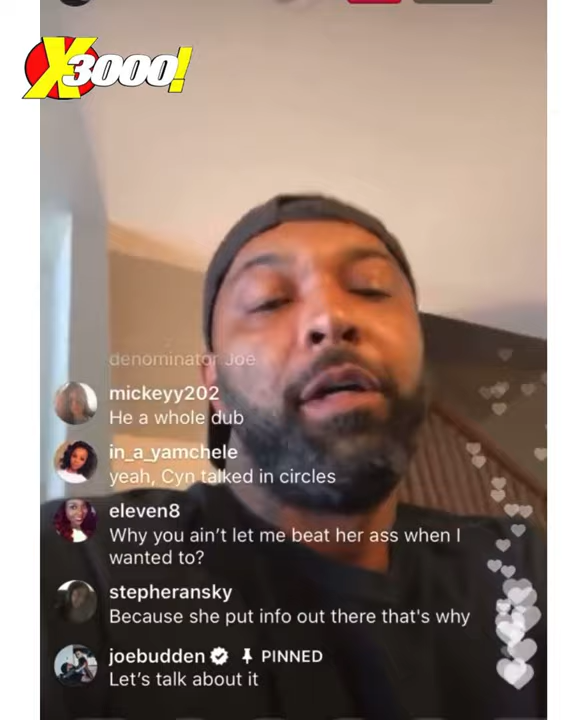 X3000!
denominator Joe
mickeyy202
He a whole dub
in_a_yamchele
yeah, Cyn talked in circles
eleven8
Why you ain’t let me beat her ass when I
wanted to?
stepheransky
Because she put info out there that's why
joebudden PINNED
Let’s talk about it